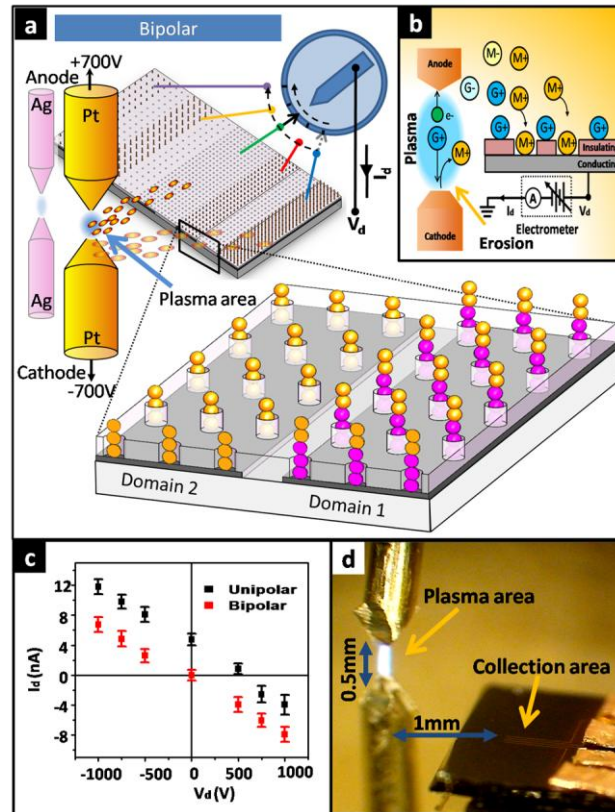 a
Bipolar
+700V
Anode
Ag
Pt
I_d
V_d
Plasma area
Ag
Pt
Cathode
-700V
Domain 2
Domain 1
b
Anode
M-
M+
G-
G+
M+
M+
e-
G+
M+
G+
M+
G+
M+
G+
Plasma
Insulatin
Conductin
I_d
A
V_d
Cathode
Electrometer
Erosion
c
I_d (nA)
12
8
4
0
-4
-8
Unipolar
Bipolar
-1000
-500
0
500
1000
V_d (V)
d
Plasma area
Collection area
0.5mm
1mm